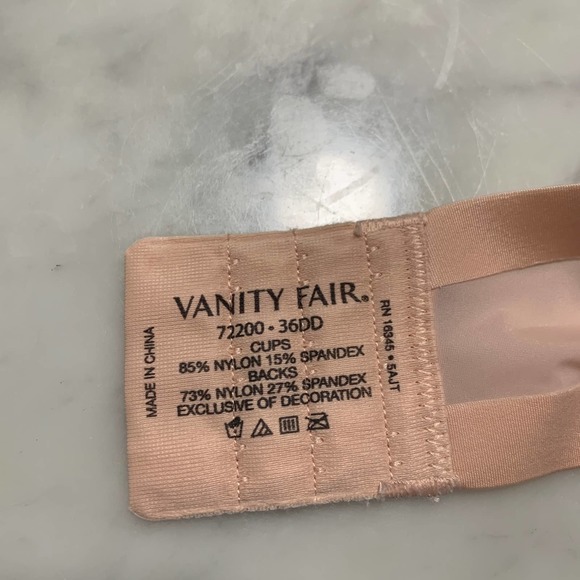 VANITY FAIR®
72200 • 36DD
CUPS
85% NYLON 15% SPANDEX
BACKS
73% NYLON 27% SPANDEX
EXCLUSIVE OF DECORATION
MADE IN CHINA
RN 16345 • 5AJT